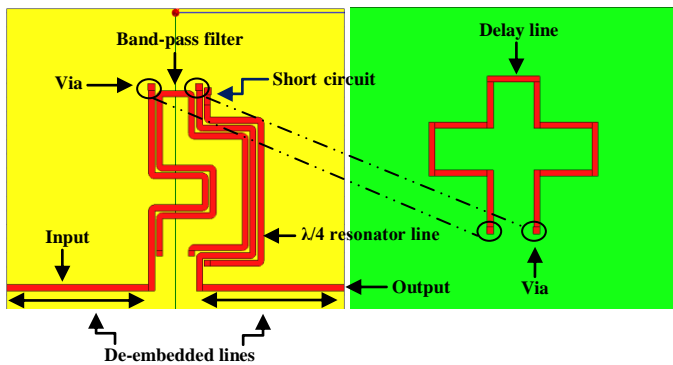 Band-pass filter
Delay line
Via
Short circuit
Input
λ/4 resonator line
Output
Via
De-embedded lines